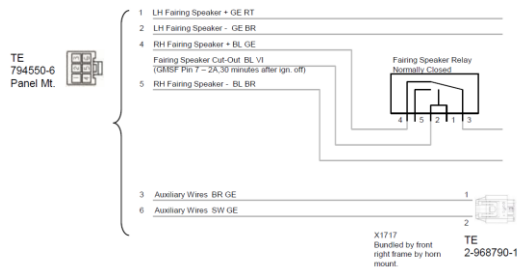 1 LH Fairing Speaker + GE RT
2 LH Fairing Speaker - GE BR
4 RH Fairing Speaker + BL GE
Fairing Speaker Cut-Out BL VI
(GMSF Pin 7 – 2A,30 minutes after ign. off)
5 RH Fairing Speaker - BL BR
TE
794550-6
Panel Mt.
Fairing Speaker Relay
Normally Closed
4 5 2 1 3
3 Auxiliary Wires BR GE
6 Auxiliary Wires SW GE
1
2
X1717
Bundled by front
right frame by horn
mount.
TE
2-968790-1